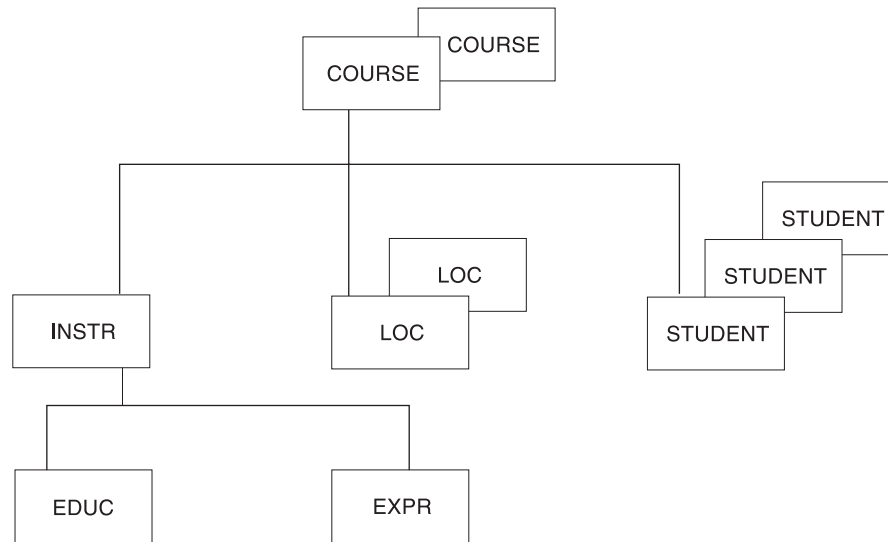 COURSE
COURSE
STUDENT
LOC
STUDENT
INSTR
LOC
STUDENT
EDUC
EXPR